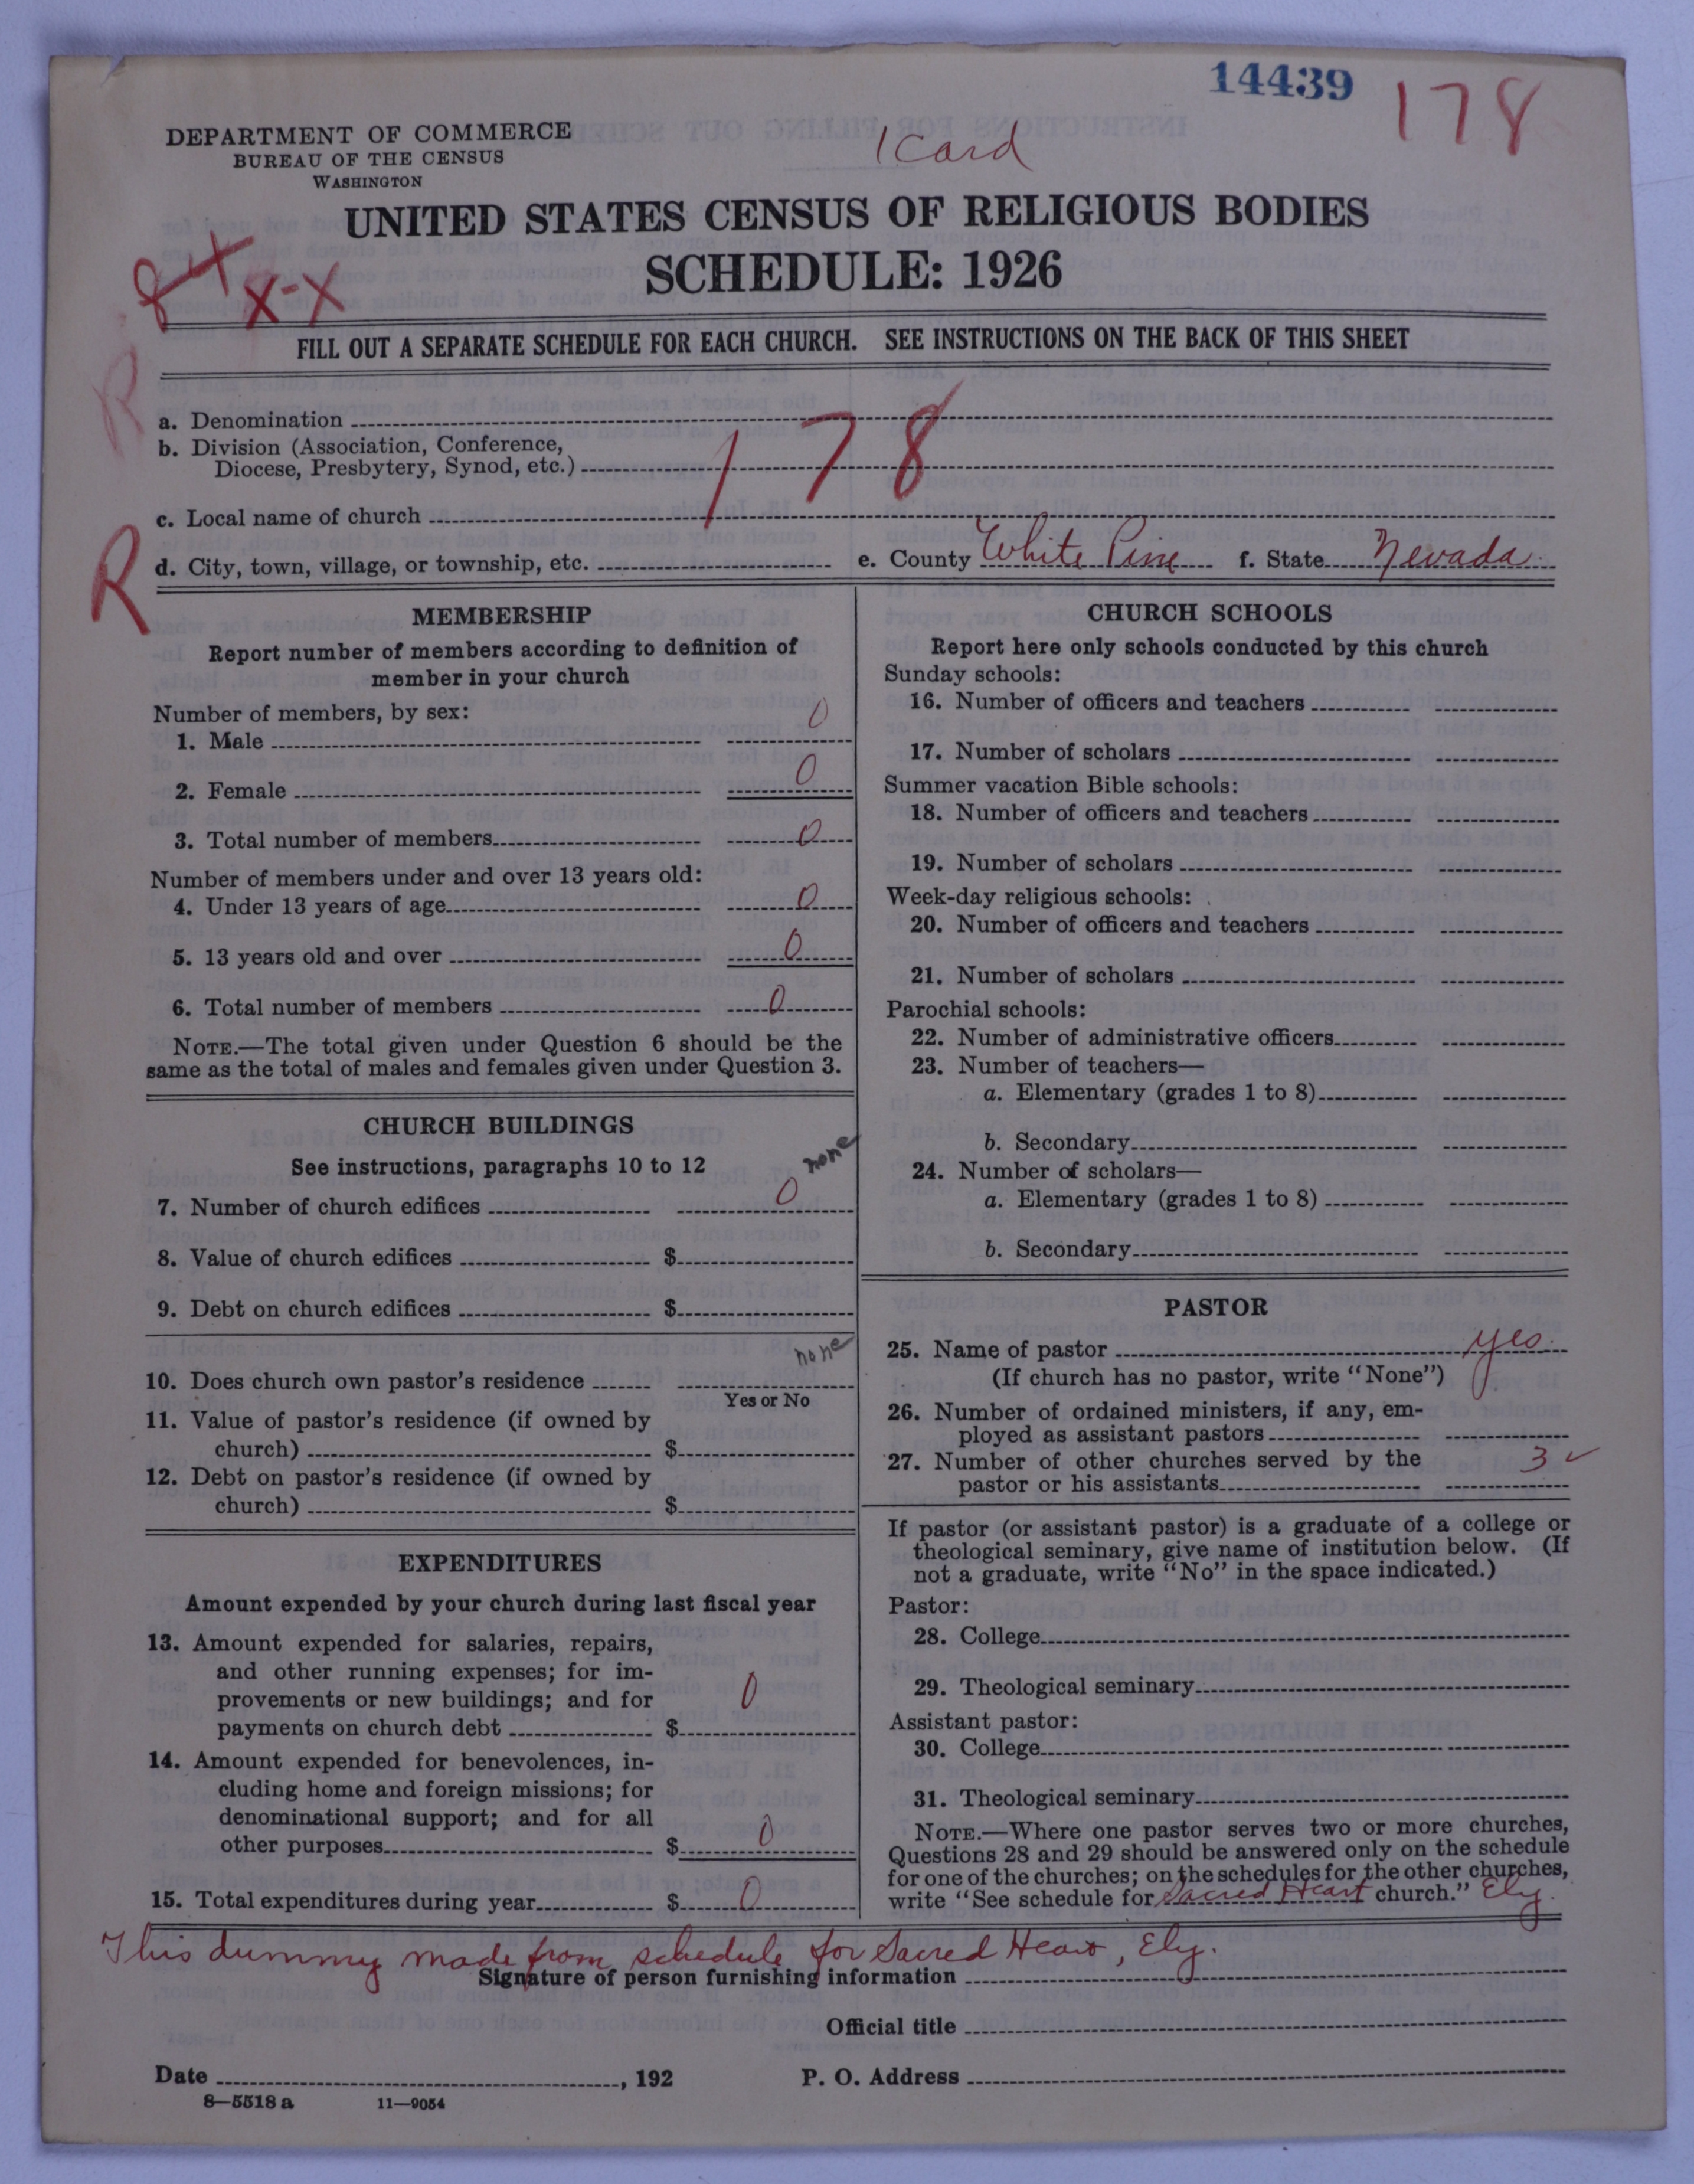 14439
178
1 Card
DEPARTMENT OF COMMERCE
BUREAU OF THE CENSUS
WASHINGTON
UNITED STATES CENSUS OF RELIGIOUS BODIES
SCHEDULE: 1926
X-X
FILL OUT A SEPARATE SCHEDULE FOR EACH CHURCH. SEE INSTRUCTIONS ON THE BACK OF THIS SHEET
R
a. Denomination
b. Division (Association, Conference,
Diocese, Presbytery, Synod, etc.)
178
c. Local name of church
R
d. City, town, village, or township, etc. e. County White Pine f. State Nevada
MEMBERSHIP
Report number of members according to definition of
member in your church
Number of members, by sex:
1. Male 0
2. Female 0
3. Total number of members 0
Number of members under and over 13 years old:
4. Under 13 years of age 0
5. 13 years old and over 0
6. Total number of members 0
NOTE.—The total given under Question 6 should be the
same as the total of males and females given under Question 3.
CHURCH BUILDINGS
See instructions, paragraphs 10 to 12
none
7. Number of church edifices 0
8. Value of church edifices $
9. Debt on church edifices $
none
10. Does church own pastor's residence
Yes or No
11. Value of pastor's residence (if owned by
church) $
12. Debt on pastor's residence (if owned by
church) $
EXPENDITURES
Amount expended by your church during last fiscal year
13. Amount expended for salaries, repairs,
and other running expenses; for im-
provements or new buildings; and for
payments on church debt $ 0
14. Amount expended for benevolences, in-
cluding home and foreign missions; for
denominational support; and for all
other purposes $ 0
15. Total expenditures during year $ 0
CHURCH SCHOOLS
Report here only schools conducted by this church
Sunday schools:
16. Number of officers and teachers
17. Number of scholars
Summer vacation Bible schools:
18. Number of officers and teachers
19. Number of scholars
Week-day religious schools:
20. Number of officers and teachers
21. Number of scholars
Parochial schools:
22. Number of administrative officers
23. Number of teachers—
a. Elementary (grades 1 to 8)
b. Secondary
24. Number of scholars—
a. Elementary (grades 1 to 8)
b. Secondary
PASTOR
25. Name of pastor yes.
(If church has no pastor, write "None")
26. Number of ordained ministers, if any, em-
ployed as assistant pastors
27. Number of other churches served by the 3 ✓
pastor or his assistants
If pastor (or assistant pastor) is a graduate of a college or
theological seminary, give name of institution below. (If
not a graduate, write "No" in the space indicated.)
Pastor:
28. College
29. Theological seminary
Assistant pastor:
30. College
31. Theological seminary
NOTE.—Where one pastor serves two or more churches,
Questions 28 and 29 should be answered only on the schedule
for one of the churches; on the schedules for the other churches,
write "See schedule for Sacred Heart church." Ely.
This dummy made from schedule for Sacred Heart, Ely.
Signature of person furnishing information
Official title
Date , 192 P. O. Address
8—5518 a 11—9054